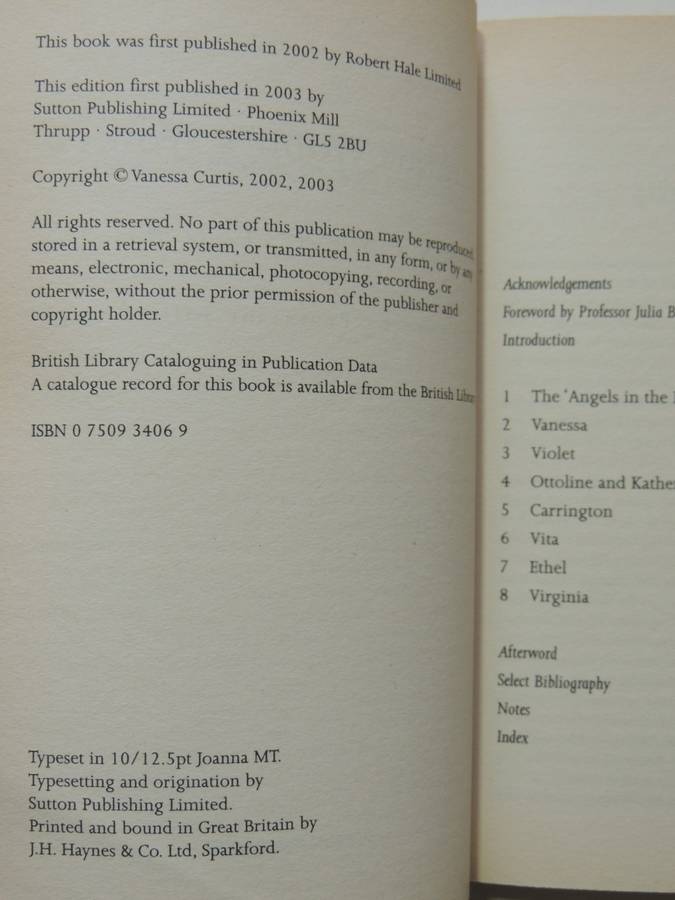 This book was first published in 2002 by Robert Hale Limited
This edition first published in 2003 by
Sutton Publishing Limited · Phoenix Mill
Thrupp · Stroud · Gloucestershire · GL5 2BU
Copyright © Vanessa Curtis, 2002, 2003
All rights reserved. No part of this publication may be reproduced,
stored in a retrieval system, or transmitted, in any form, or by any
means, electronic, mechanical, photocopying, recording, or
otherwise, without the prior permission of the publisher and
copyright holder.
British Library Cataloguing in Publication Data
A catalogue record for this book is available from the British
ISBN 0 7509 3406 9
Typeset in 10/12.5pt Joanna MT.
Typesetting and origination by
Sutton Publishing Limited.
Printed and bound in Great Britain by
J.H. Haynes & Co. Ltd, Sparkford.
Acknowledgements
Foreword by Professor Julia
Introduction
1 The 'Angels in the
2 Vanessa
3 Violet
4 Ottoline and
5 Carrington
6 Vita
7 Ethel
8 Virginia
Afterword
Select Bibliography
Notes
Index